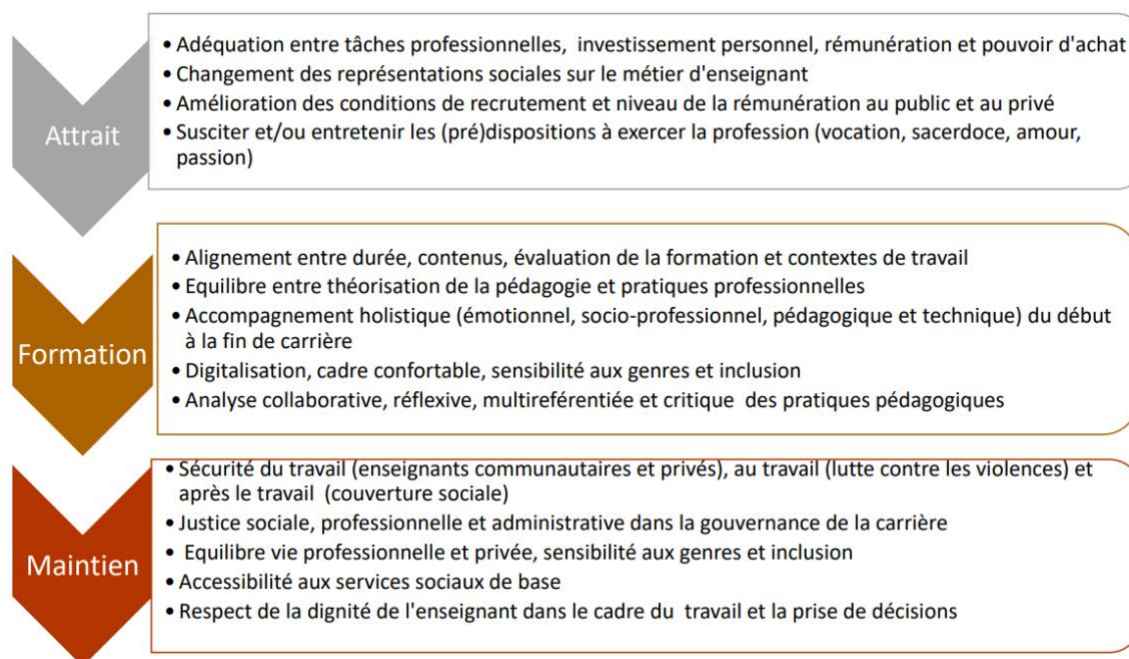 Attrait
• Adéquation entre tâches professionnelles, investissement personnel, rémunération et pouvoir d'achat
• Changement des représentations sociales sur le métier d'enseignant
• Amélioration des conditions de recrutement et niveau de la rémunération au public et au privé
• Susciter et/ou entretenir les (pré)dispositions à exercer la profession (vocation, sacerdoce, amour,
passion)
Formation
• Alignement entre durée, contenus, évaluation de la formation et contextes de travail
• Equilibre entre théorisation de la pédagogie et pratiques professionnelles
• Accompagnement holistique (émotionnel, socio-professionnel, pédagogique et technique) du début
à la fin de carrière
• Digitalisation, cadre confortable, sensibilité aux genres et inclusion
• Analyse collaborative, réflexive, multireférentiée et critique des pratiques pédagogiques
Maintien
• Sécurité du travail (enseignants communautaires et privés), au travail (lutte contre les violences) et
après le travail (couverture sociale)
• Justice sociale, professionnelle et administrative dans la gouvernance de la carrière
• Equilibre vie professionnelle et privée, sensibilité aux genres et inclusion
• Accessibilité aux services sociaux de base
• Respect de la dignité de l'enseignant dans le cadre du travail et la prise de décisions